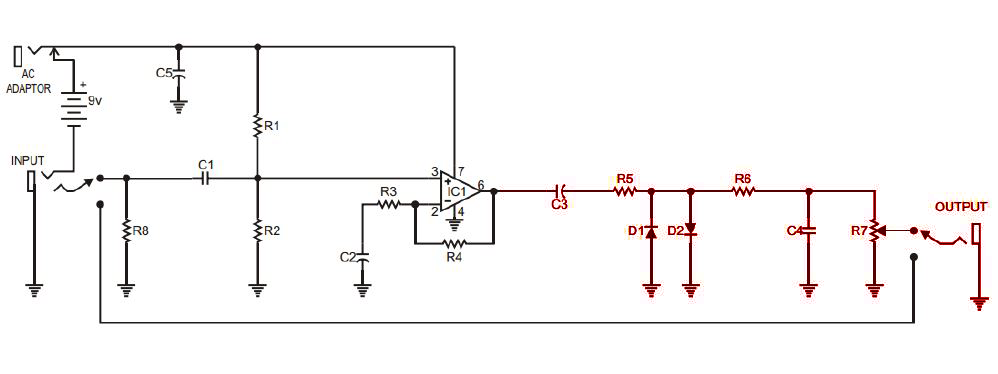 AC
ADAPTOR
+
9v
C5
R1
INPUT
C1
R8
R2
R3
C2
3
7
+
IC1
6
-
2
4
R4
C3
R5
D1
D2
R6
C4
R7
OUTPUT